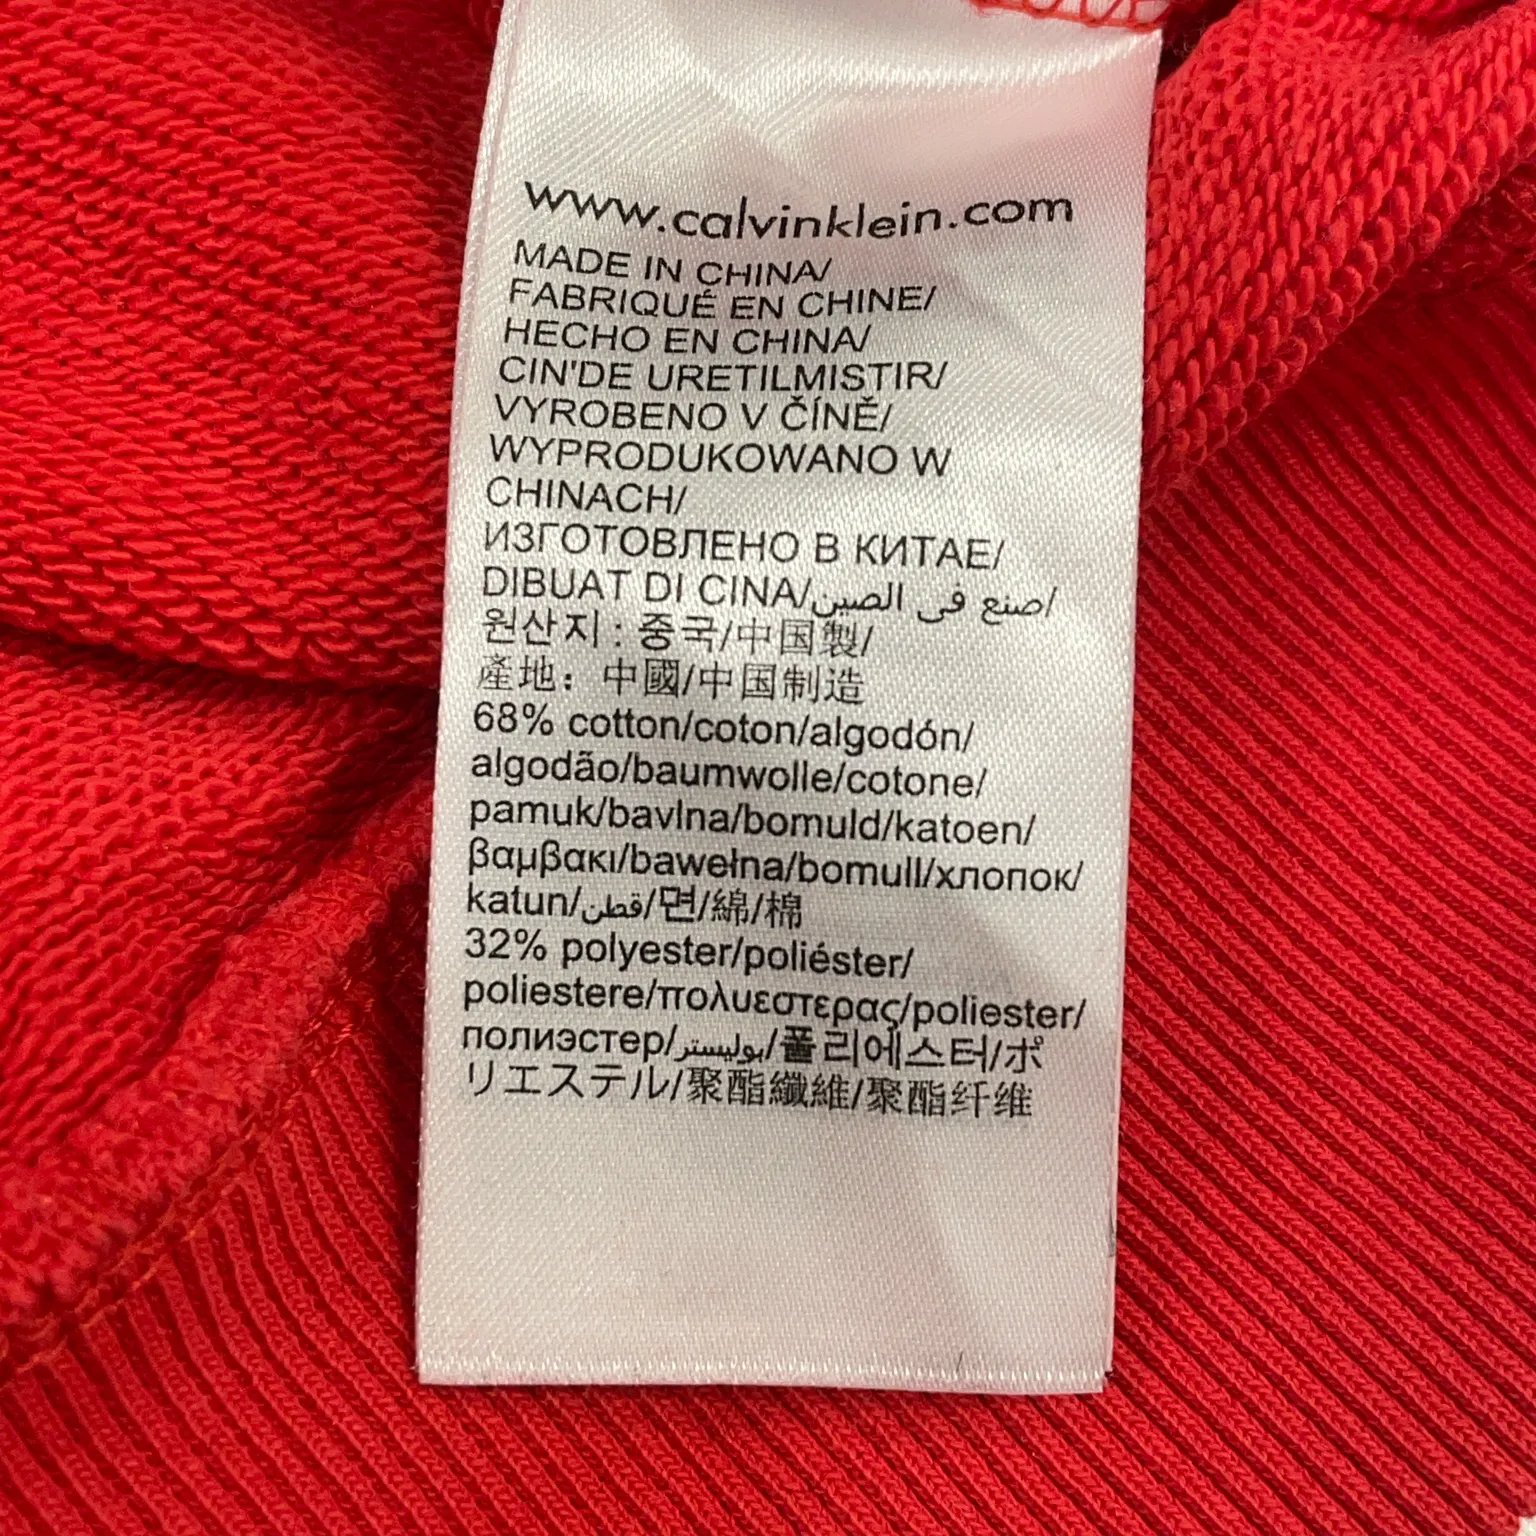 www.calvinklein.com
MADE IN CHINA/
FABRIQUÉ EN CHINE/
HECHO EN CHINA/
CIN'DE URETILMISTIR/
VYROBENO V ČÍNĚ/
WYPRODUKOWANO W
CHINACH/
ИЗГОТОВЛЕНО В КИТАЕ/
DIBUAT DI CINA/صنع في الصين/
원산지 : 중국/中国製/
產地：中國/中国制造
68% cotton/coton/algodón/
algodão/baumwolle/cotone/
pamuk/bavlna/bomuld/katoen/
βαμβακι/bawełna/bomull/хлопок/
katun/قطن/면/綿/棉
32% polyester/poliéster/
poliestere/πολυεστερας/poliester/
полиэстер/بوليستر/폴리에스터/ポ
リエステル/聚酯纖維/聚酯纤维